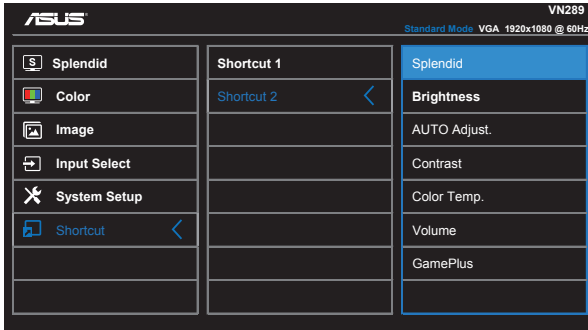 ASUS
VN289
Standard Mode VGA 1920x1080 @ 60Hz
S Splendid
Color
Image
Input Select
System Setup
Shortcut
Shortcut 1
Shortcut 2
Splendid
Brightness
AUTO Adjust.
Contrast
Color Temp.
Volume
GamePlus